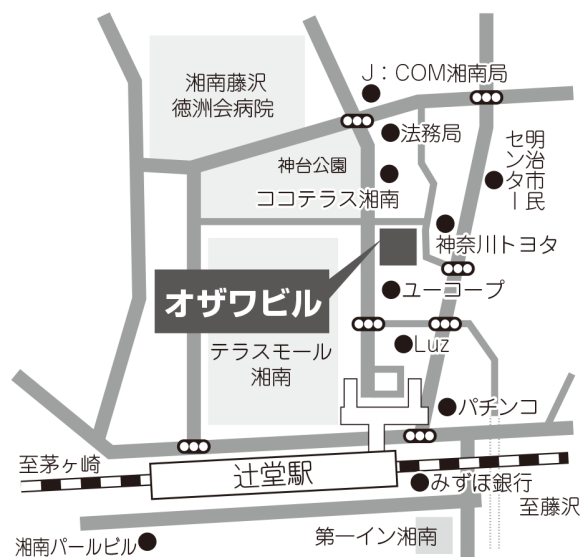 J：COM湘南局
湘南藤沢
徳洲会病院
法務局
明治市民
センター
神台公園
ココテラス湘南
神奈川トヨタ
オザワビル
ユーコープ
テラスモール
湘南
Luz
パチンコ
至茅ヶ崎
辻堂駅
みずほ銀行
至藤沢
湘南パールビル
第一イン湘南